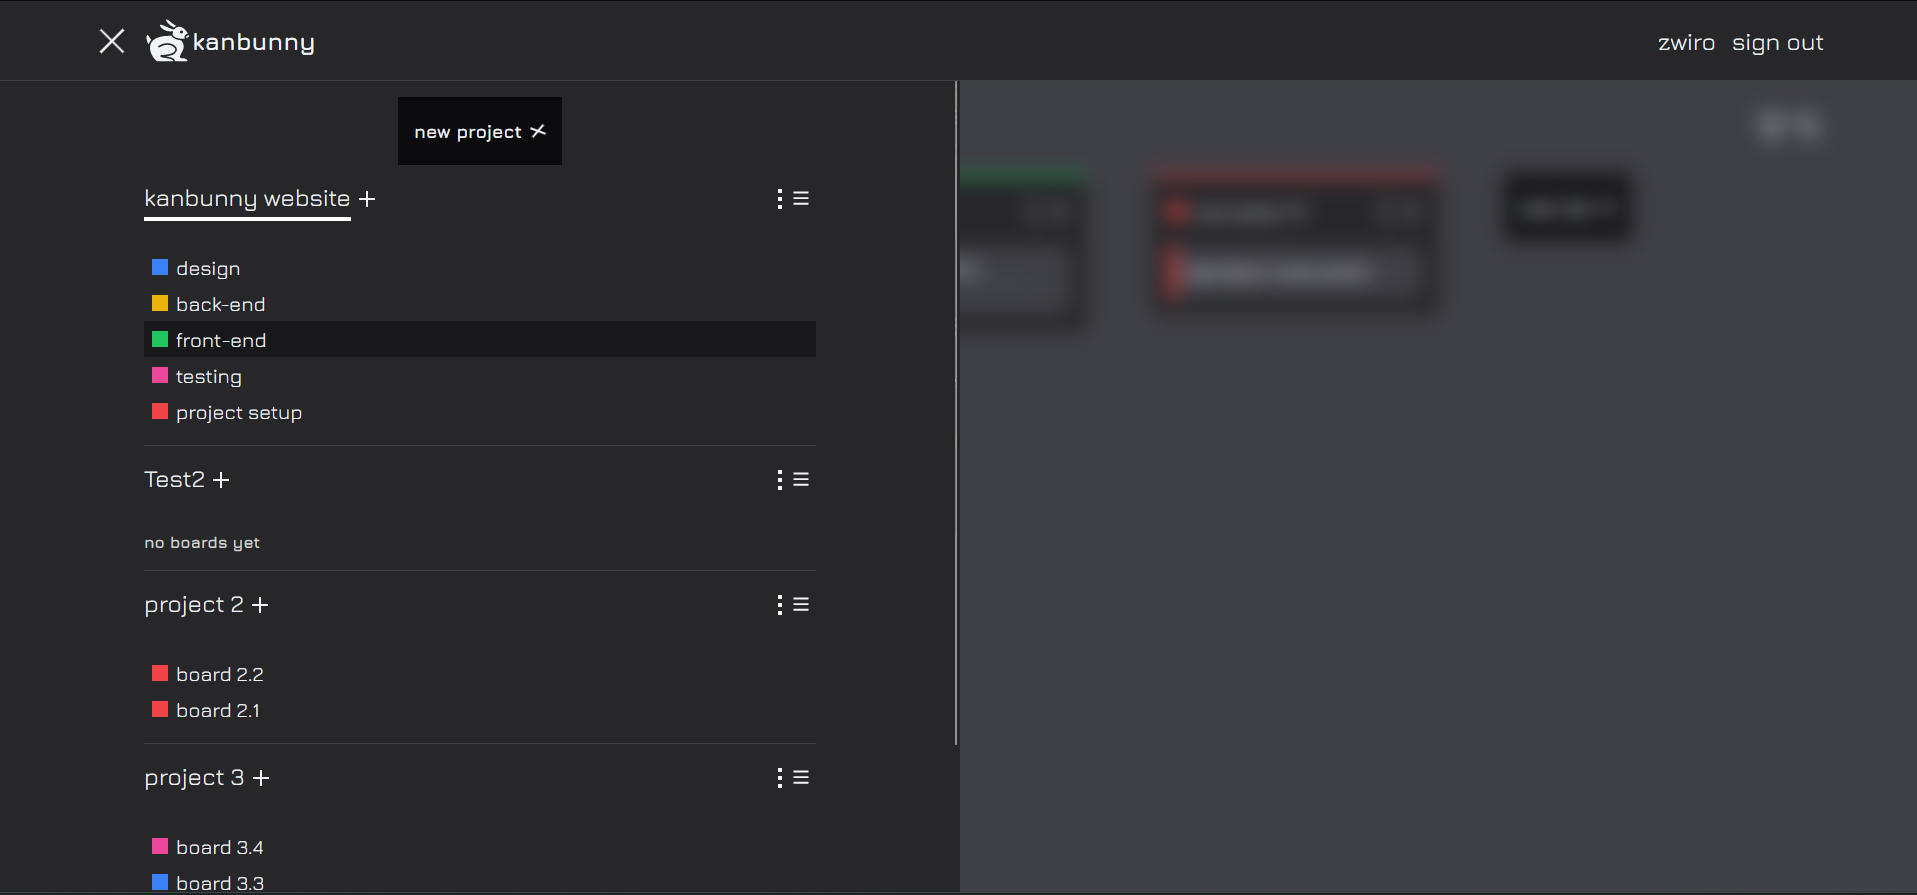 kanbunny
zwiro sign out
new project
kanbunny website
design
back-end
front-end
testing
project setup
Test2
no boards yet
project 2
board 2.2
board 2.1
project 3
board 3.4
board 3.3